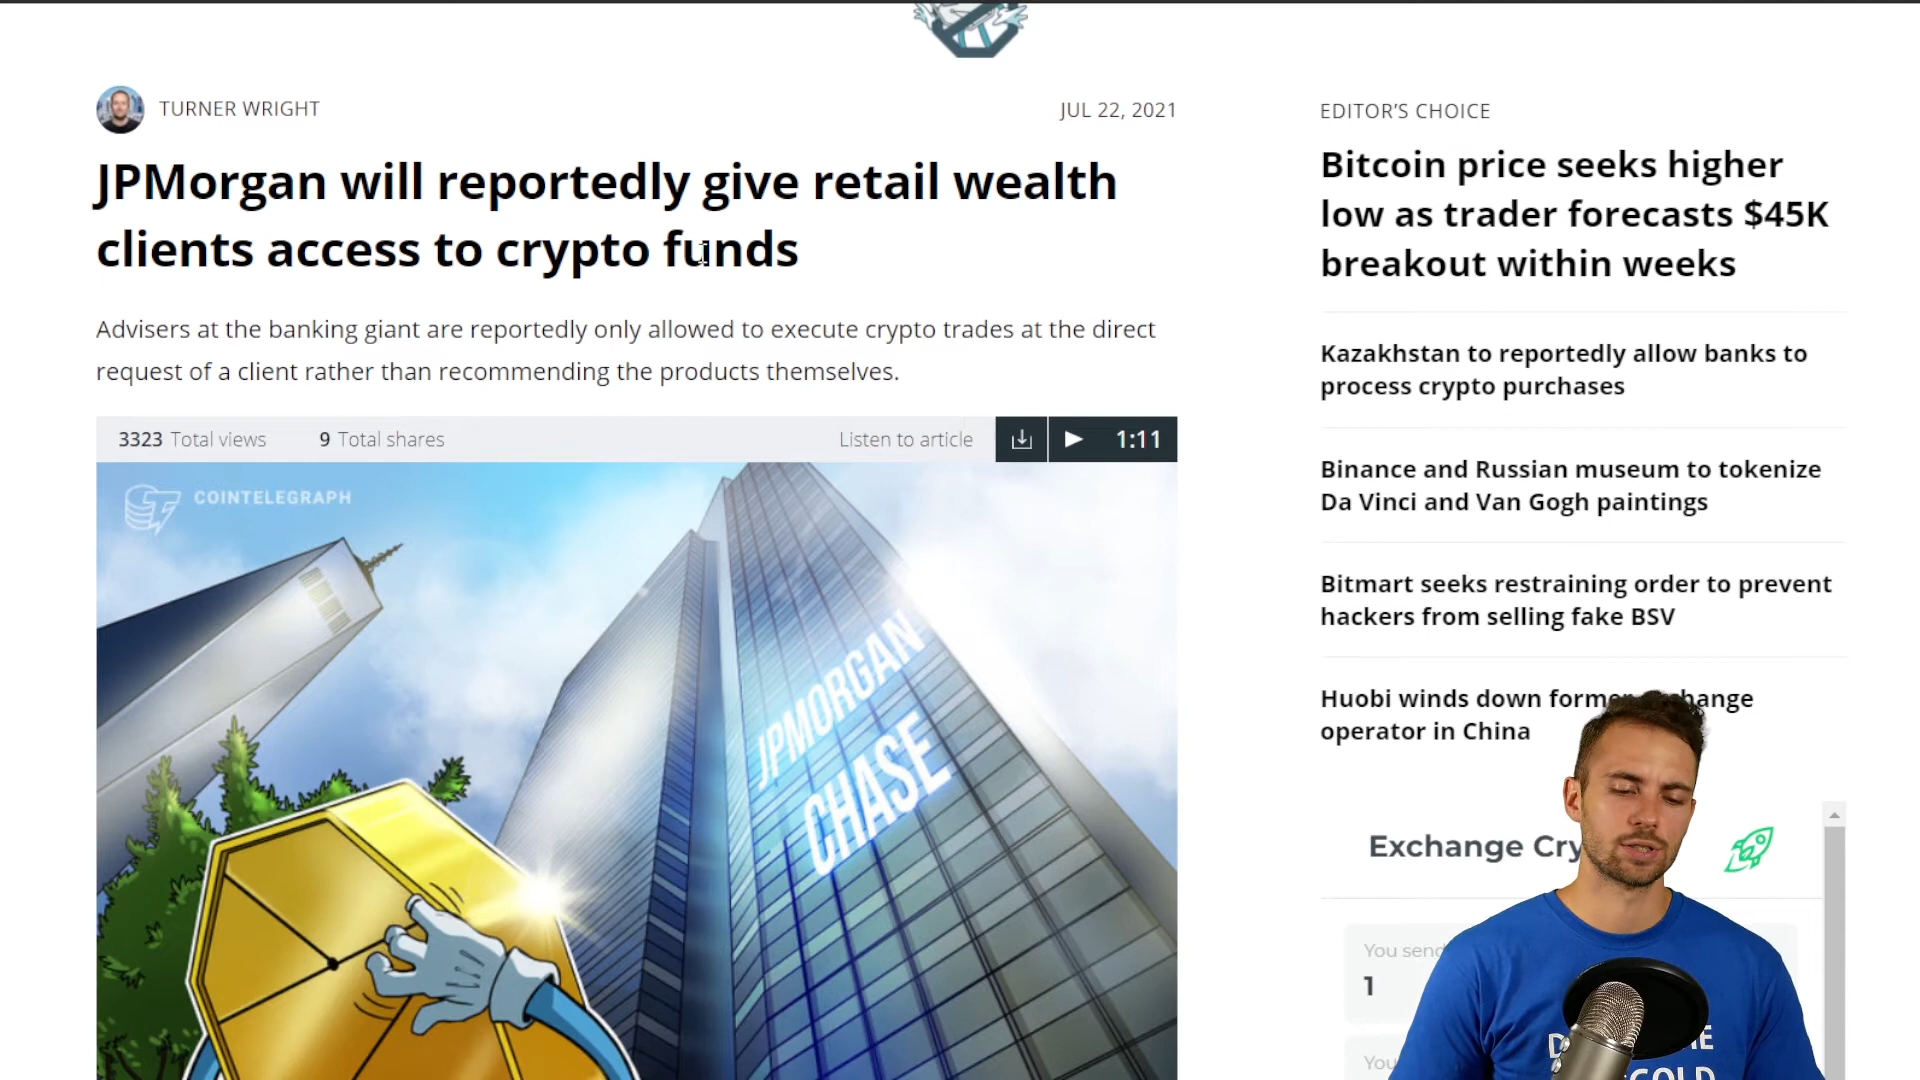 TURNER WRIGHT
JUL 22, 2021
JPMorgan will reportedly give retail wealth
clients access to crypto funds
Advisers at the banking giant are reportedly only allowed to execute crypto trades at the direct
request of a client rather than recommending the products themselves.
3323 Total views 9 Total shares Listen to article 1:11
COINTELEGRAPH
JPMORGAN
CHASE
EDITOR'S CHOICE
Bitcoin price seeks higher
low as trader forecasts $45K
breakout within weeks
Kazakhstan to reportedly allow banks to
process crypto purchases
Binance and Russian museum to tokenize
Da Vinci and Van Gogh paintings
Bitmart seeks restraining order to prevent
hackers from selling fake BSV
Huobi winds down
operator in China
Exchange
You send
1
You